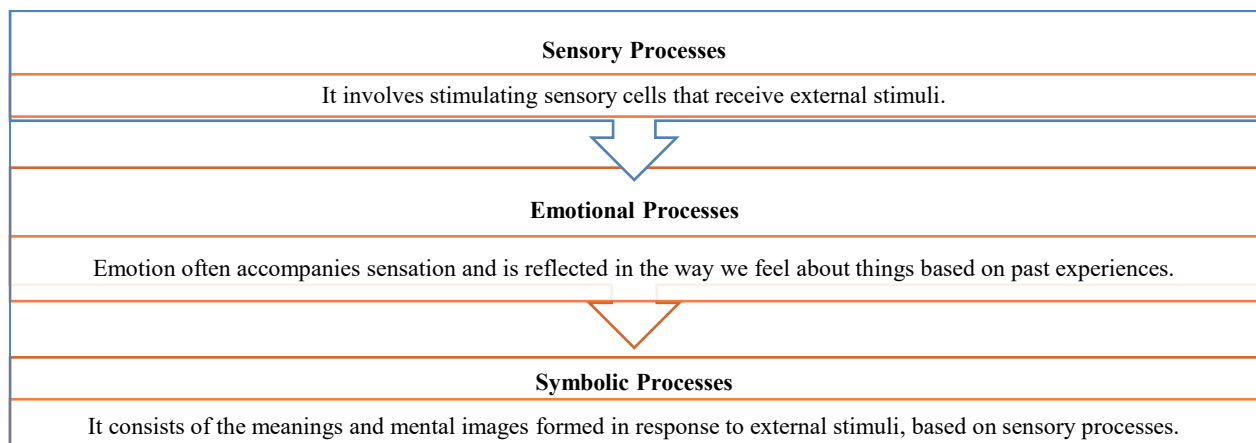 Sensory Processes
It involves stimulating sensory cells that receive external stimuli.
Emotional Processes
Emotion often accompanies sensation and is reflected in the way we feel about things based on past experiences.
Symbolic Processes
It consists of the meanings and mental images formed in response to external stimuli, based on sensory processes.